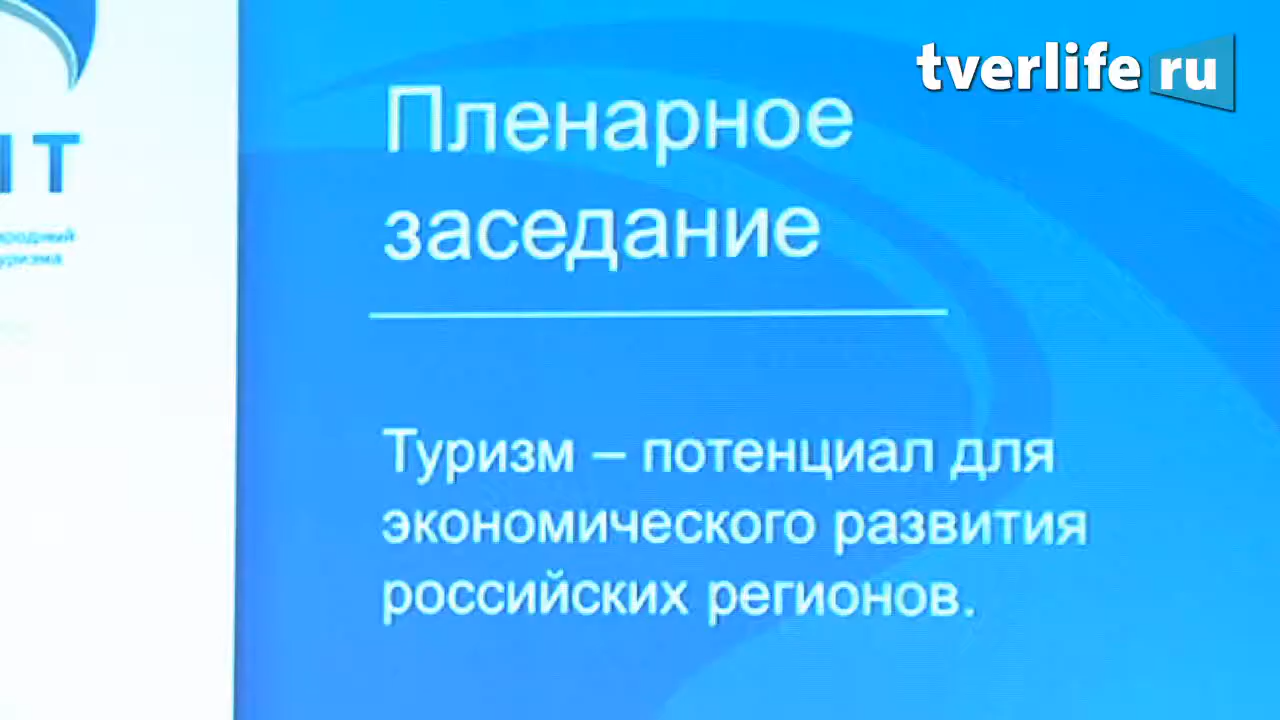 tverlife ru
Пленарное
заседание
Туризм – потенциал для
экономического развития
российских регионов.